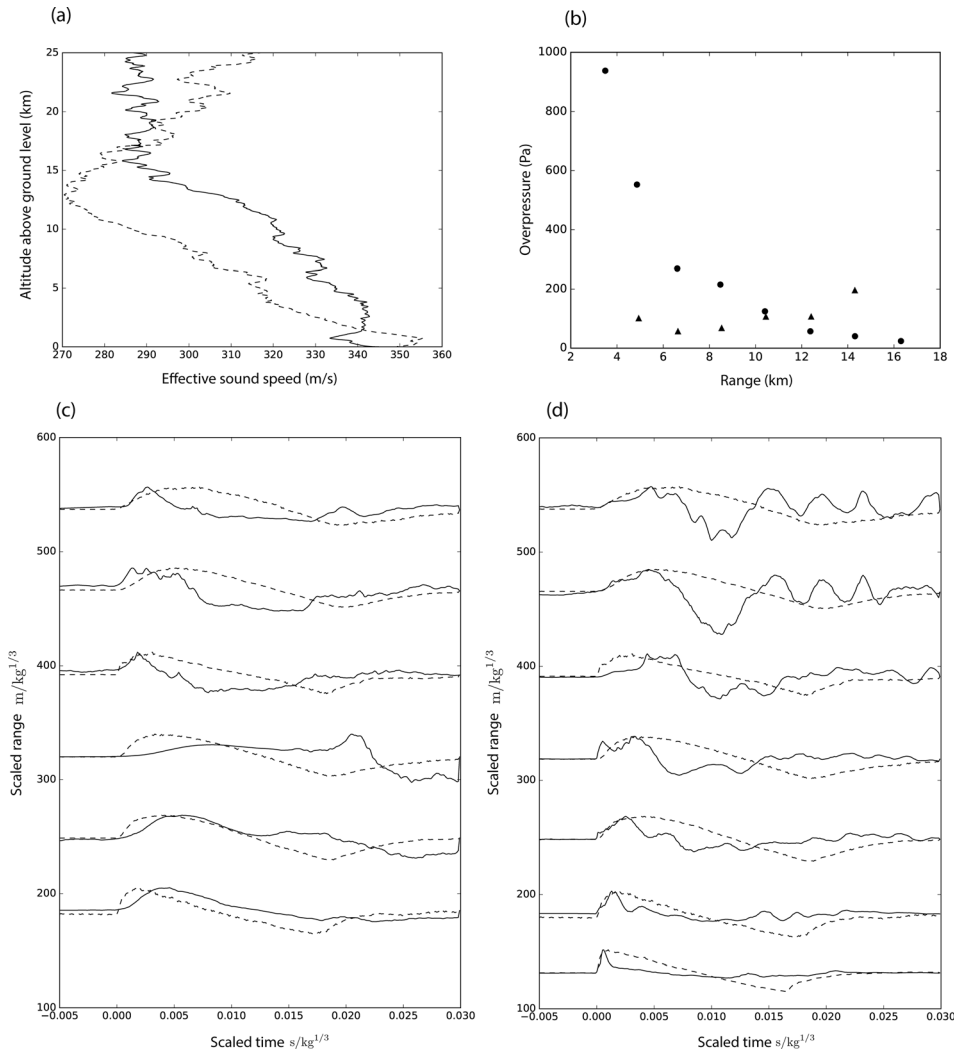 (a)
25
20
15
10
5
0
270 280 290 300 310 320 330 340 350 360
Altitude above ground level (km)
Effective sound speed (m/s)
(b)
1000
800
600
400
200
0
2 4 6 8 10 12 14 16 18
Overpressure (Pa)
Range (km)
(c)
600
500
400
300
200
100
−0.005 0.000 0.005 0.010 0.015 0.020 0.025 0.030
Scaled range m/kg^1/3
Scaled time s/kg^1/3
(d)
600
500
400
300
200
100
−0.005 0.000 0.005 0.010 0.015 0.020 0.025 0.030
Scaled range m/kg^1/3
Scaled time s/kg^1/3